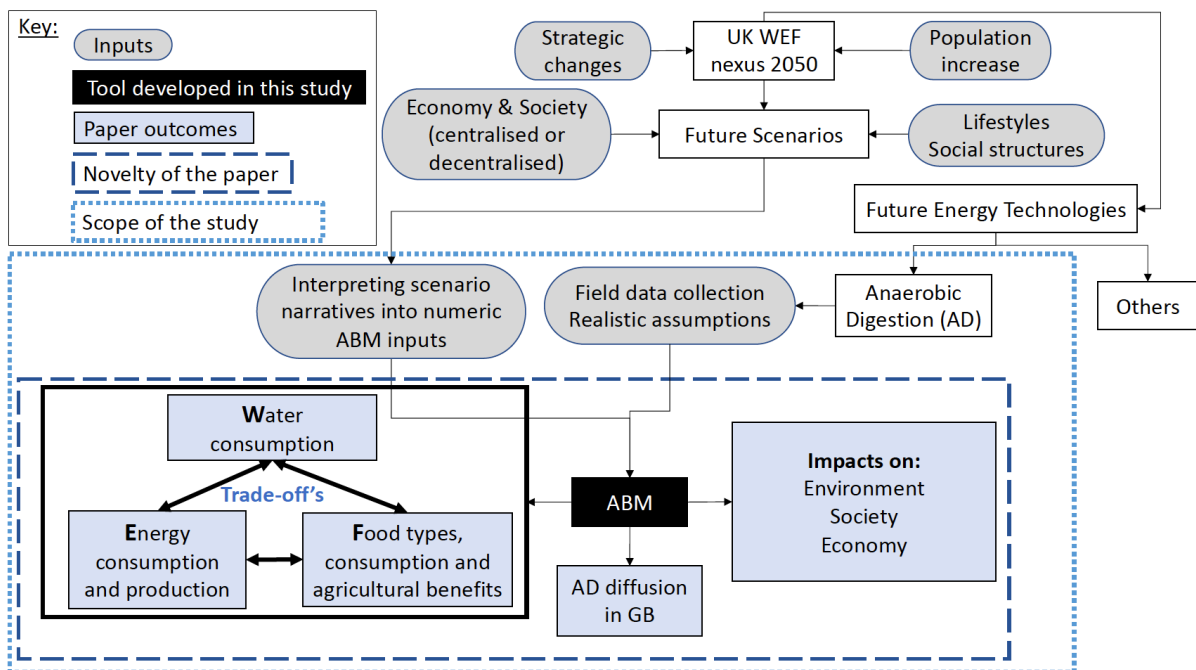 Key:
Inputs
Tool developed in this study
Paper outcomes
Novelty of the paper
Scope of the study
Strategic
changes
UK WEF
nexus 2050
Population
increase
Economy & Society
(centralised or
decentralised)
Future Scenarios
Lifestyles
Social structures
Future Energy Technologies
Interpreting scenario
narratives into numeric
ABM inputs
Field data collection
Realistic assumptions
Anaerobic
Digestion (AD)
Others
Water
consumption
Trade-off's
Energy
consumption
and production
Food types,
consumption and
agricultural benefits
ABM
AD diffusion
in GB
Impacts on:
Environment
Society
Economy